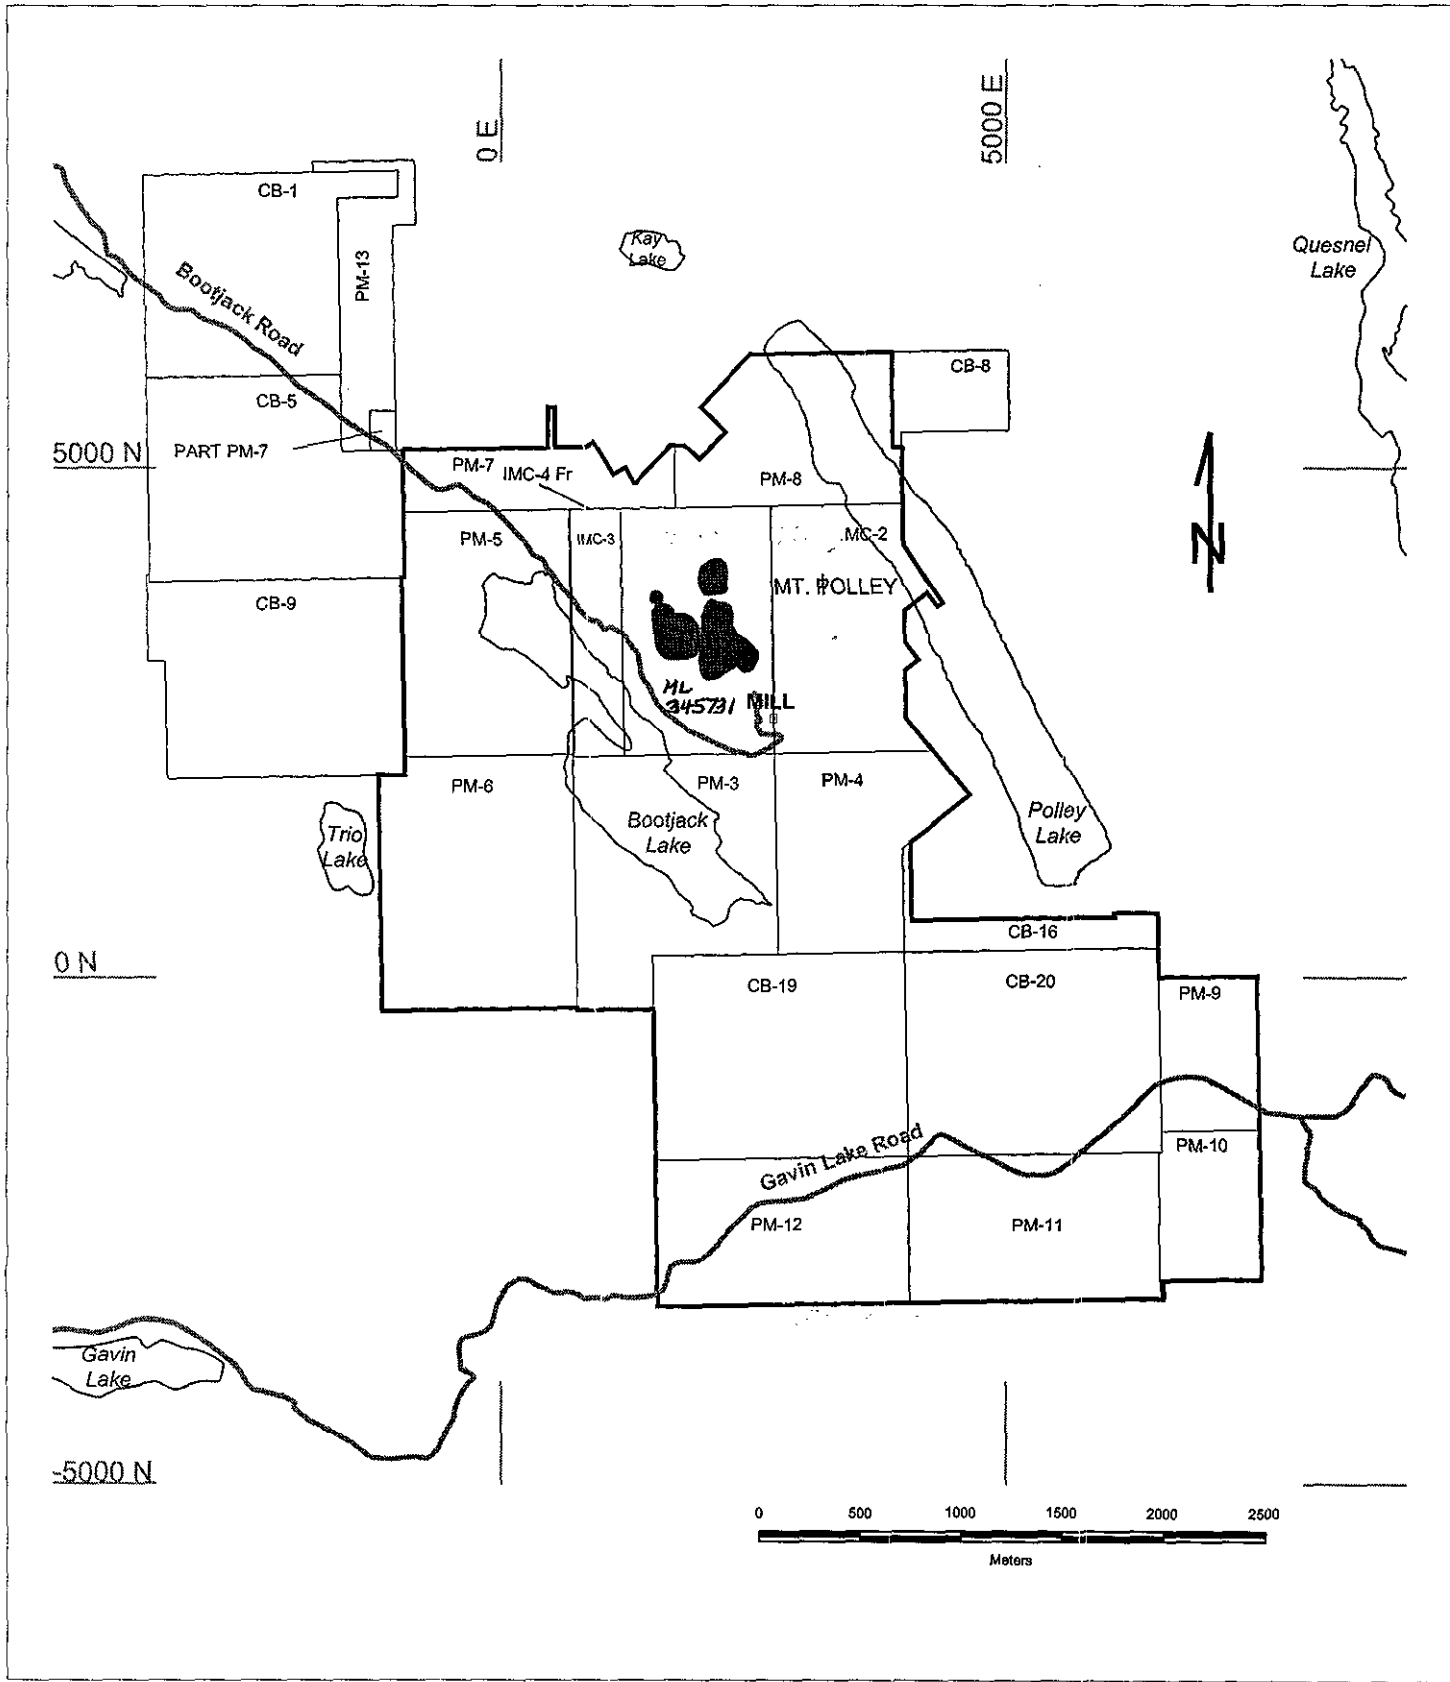 0 E
5000 E
CB-1
Kay
Lake
Quesnel
Lake
PM-13
Bootjack Road
CB-8
CB-5
5000 N
PART PM-7
PM-7
IMC-4 Fr
PM-8
PM-5
IMC-3
MC-2
N
MT. POLLEY
CB-9
ML
345731
MILL
PM-6
PM-3
PM-4
Trio
Lake
Bootjack
Lake
Polley
Lake
CB-16
0 N
CB-19
CB-20
PM-9
Gavin Lake Road
PM-10
PM-12
PM-11
Gavin
Lake
-5000 N
0 500 1000 1500 2000 2500
Meters